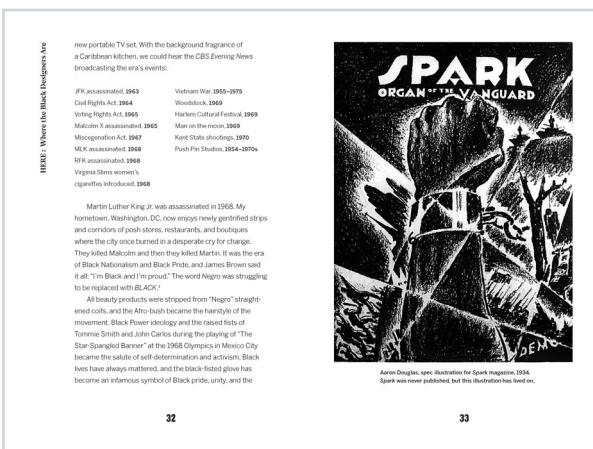 HERE: Where the Black Designers Are
new portable TV set. With the background fragrance of
a Caribbean kitchen, we could hear the CBS Evening News
broadcasting the era's events:
JFK assassinated, 1963
Civil Rights Act, 1964
Voting Rights Act, 1965
Malcolm X assassinated, 1965
Miscegenation Act, 1967
MLK assassinated, 1968
RFK assassinated, 1968
Virginia Slims women's
cigarettes introduced, 1968
Vietnam War, 1955–1975
Woodstock, 1969
Harlem Cultural Festival, 1969
Man on the moon, 1969
Kent State shootings, 1970
Push Pin Studios, 1954–1970s
Martin Luther King Jr. was assassinated in 1968. My
hometown, Washington, DC, now enjoys newly gentrified strips
and corridors of posh stores, restaurants, and boutiques
where the city once burned in a desperate cry for change.
They killed Malcolm and then they killed Martin. It was the era
of Black Nationalism and Black Pride, and James Brown said
it all: "I'm Black and I'm proud." The word Negro was struggling
to be replaced with BLACK.³
All beauty products were stripped from "Negro" straight-
ened coifs, and the Afro-bush became the hairstyle of the
movement. Black Power ideology and the raised fists of
Tommie Smith and John Carlos during the playing of "The
Star-Spangled Banner" at the 1968 Olympics in Mexico City
became the salute of self-determination and activism. Black
lives have always mattered, and the black-fisted glove has
become an infamous symbol of Black pride, unity, and the
32
SPARK
ORGAN OF THE VANGUARD
Aaron Douglas, spec illustration for Spark magazine, 1934.
Spark was never published, but this illustration has lived on.
33